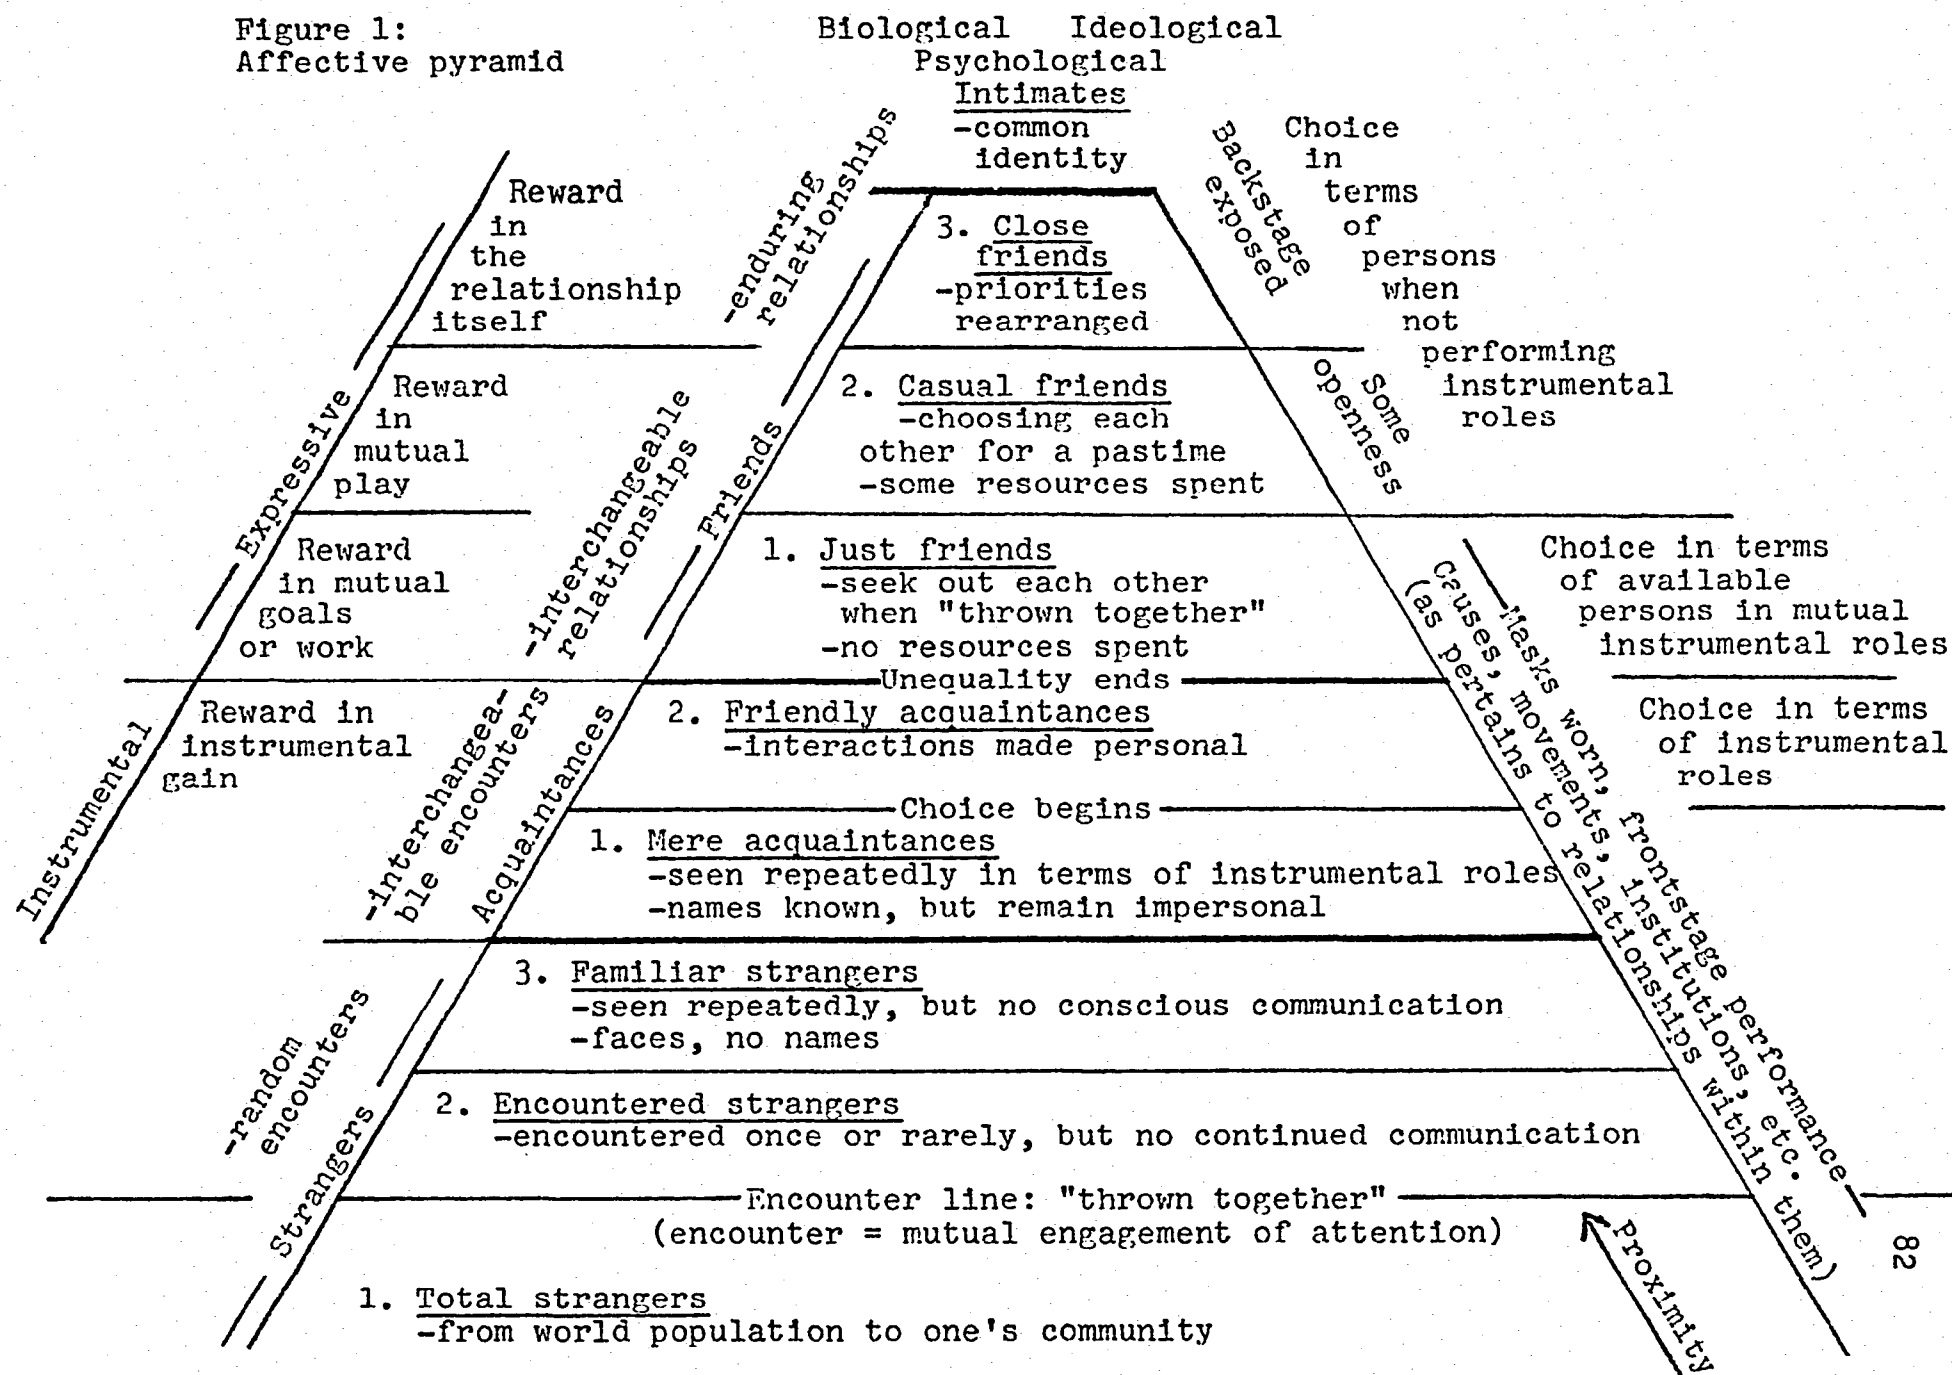 Figure 1:
Affective pyramid
Biological Ideological
Psychological
Intimates
-common
identity
Reward
in
the
relationship
itself
-enduring
relationships
3. Close
friends
-priorities
rearranged
Backstage
exposed
Choice
in
terms
of
persons
when
not
performing
instrumental
roles
Expressive
Reward
in
mutual
play
-interchangeable
relationships
Friends
2. Casual friends
-choosing each
other for a pastime
-some resources spent
Some
openness
Reward
in mutual
goals
or work
1. Just friends
-seek out each other
when "thrown together"
-no resources spent
Choice in terms
of available
persons in mutual
instrumental roles
Unequality ends
Instrumental
Reward in
instrumental
gain
-interchangea-
ble encounters
Acquaintances
2. Friendly acquaintances
-interactions made personal
Choice in terms
of instrumental
roles
Choice begins
1. Mere acquaintances
-seen repeatedly in terms of instrumental roles
-names known, but remain impersonal
Masks worn, frontstage performance
Causes, movements, institutions, etc.
(as pertains to relationships within them)
-random
encounters
Strangers
3. Familiar strangers
-seen repeatedly, but no conscious communication
-faces, no names
2. Encountered strangers
-encountered once or rarely, but no continued communication
Encounter line: "thrown together"
(encounter = mutual engagement of attention)
Proximity
1. Total strangers
-from world population to one's community
82